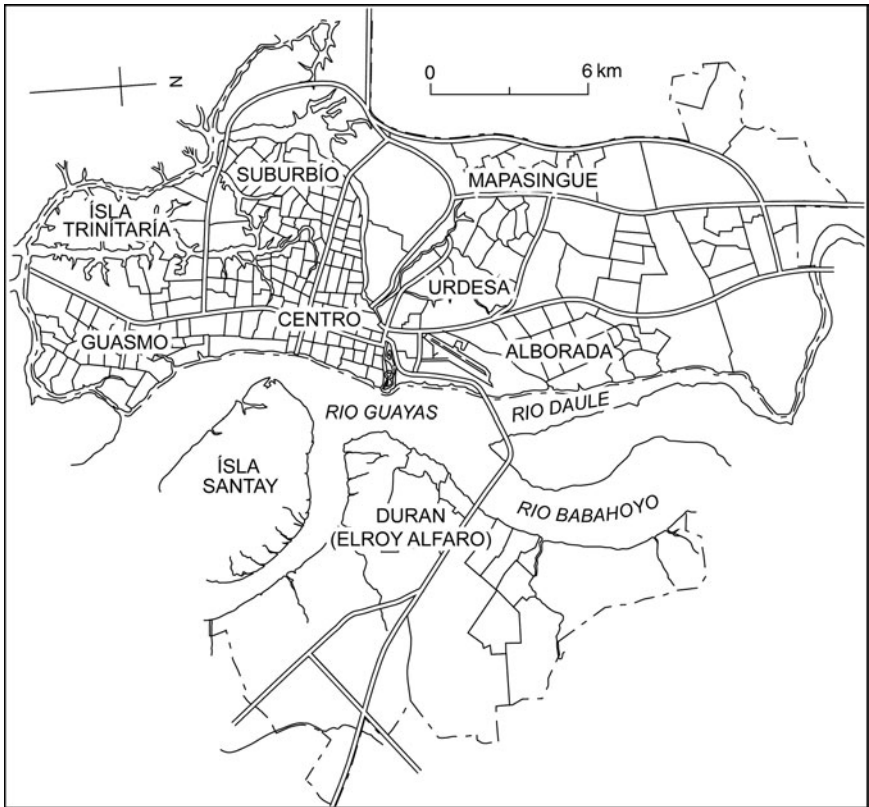 N
0 6 km
SUBURBÍO
MAPASINGUE
ÍSLA
TRINITARÍA
URDESA
CENTRO
GUASMO
ALBORADA
RIO GUAYAS
RIO DAULE
ÍSLA
SANTAY
RIO BABAHOYO
DURAN
(ELROY ALFARO)